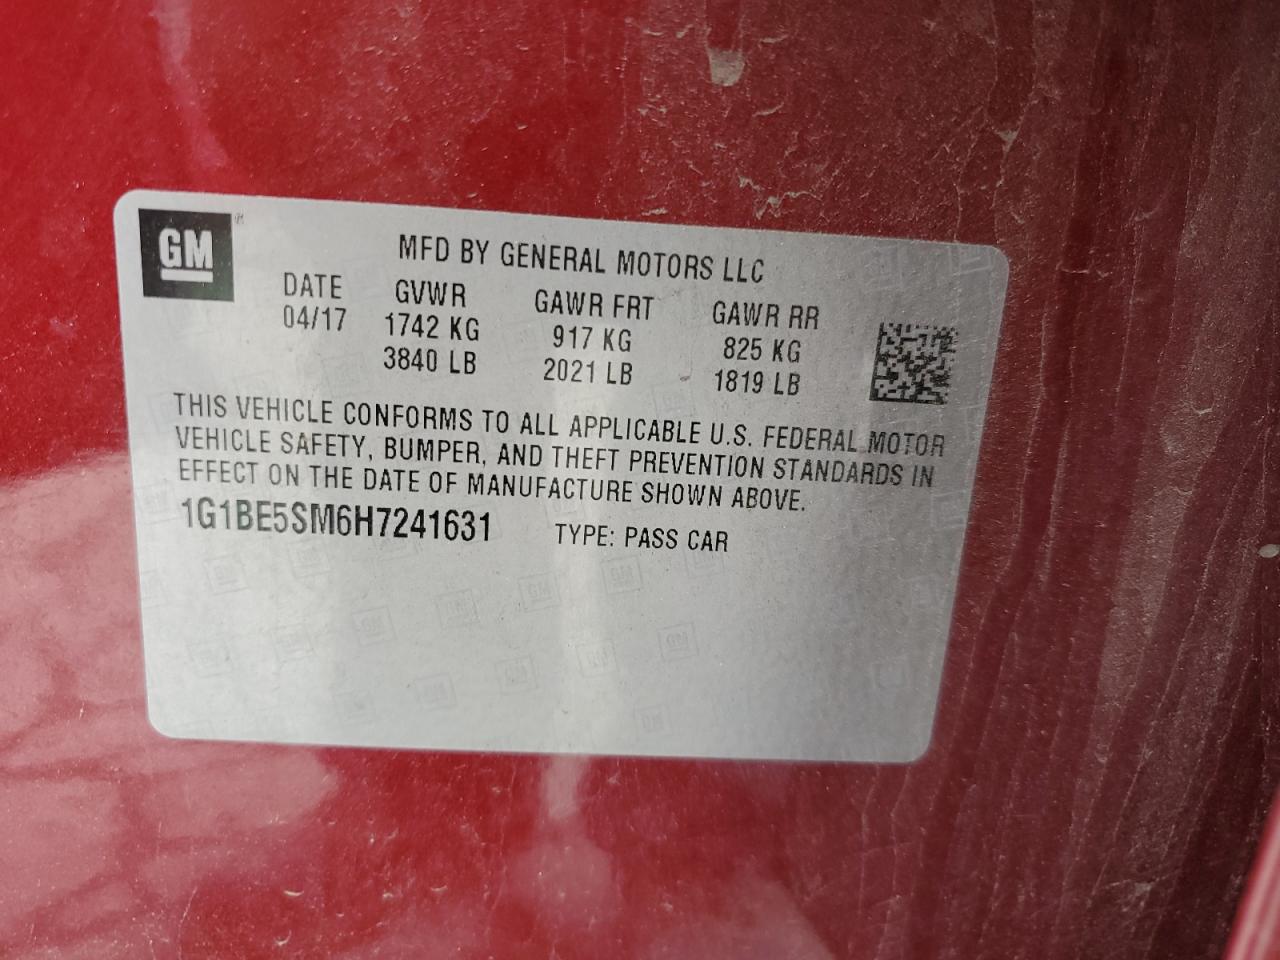 GM®
MFD BY GENERAL MOTORS LLC
DATE GVWR GAWR FRT GAWR RR
04/17 1742 KG 917 KG 825 KG
3840 LB 2021 LB 1819 LB
THIS VEHICLE CONFORMS TO ALL APPLICABLE U.S. FEDERAL MOTOR
VEHICLE SAFETY, BUMPER, AND THEFT PREVENTION STANDARDS IN
EFFECT ON THE DATE OF MANUFACTURE SHOWN ABOVE.
1G1BE5SM6H7241631 TYPE: PASS CAR